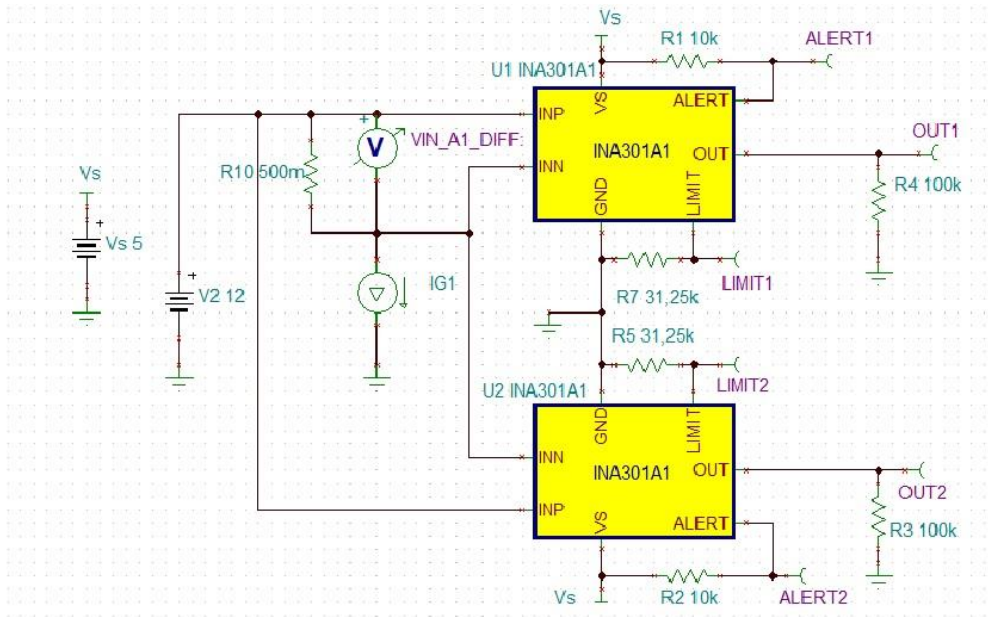 Vs
R1 10k
ALERT1
U1 INA301A1
VS
ALERT
INP
V
VIN_A1_DIFF:
INA301A1
OUT
OUT1
INN
R10 500m
GND
LIMIT
R4 100k
Vs
+
Vs 5
+
V2 12
+
IG1
LIMIT1
R7 31,25k
R5 31,25k
LIMIT2
U2 INA301A1
GND
LIMIT
INN
INA301A1
OUT
OUT2
INP
VS
ALERT
R3 100k
Vs
R2 10k
ALERT2